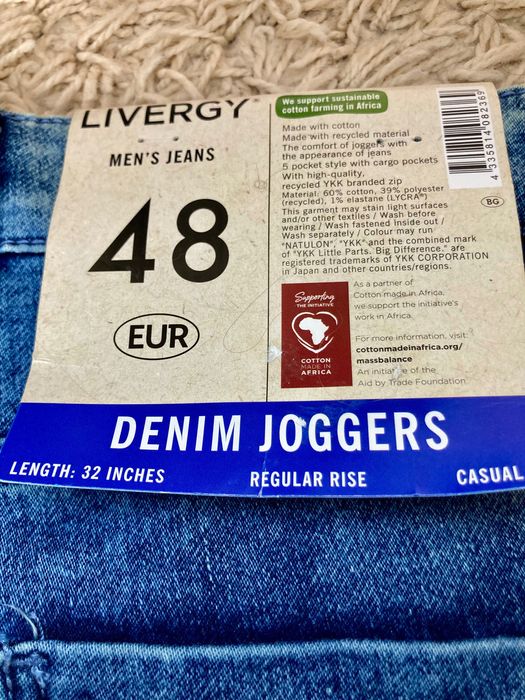 LIVERGY
MEN'S JEANS
48
EUR
We support sustainable
cotton farming in Africa
Made with cotton
Made with recycled material
The comfort of joggers with
the appearance of jeans
5 pocket style with cargo pockets
With high-quality,
recycled YKK branded zip
Material: 60% cotton, 39% polyester
(recycled), 1% elastane (LYCRA®)
This garment may stain light surfaces
and/or other textiles / Wash before
wearing / Wash fastened inside out /
Wash separately / Colour may run
"NATULON", "YKK" and the combined mark
of "YKK Little Parts. Big Difference." are
registered trademarks of YKK CORPORATION
in Japan and other countries/regions.
4 335814 082369
BG
Supporting
THE INITIATIVE
COTTON
MADE IN
AFRICA
As a partner of
Cotton made in Africa,
we support the initiative's
work in Africa.
For more information, visit:
cottonmadeinafrica.org/
massbalance
An initiative of the
Aid by Trade Foundation
DENIM JOGGERS
LENGTH: 32 INCHES
REGULAR RISE
CASUAL